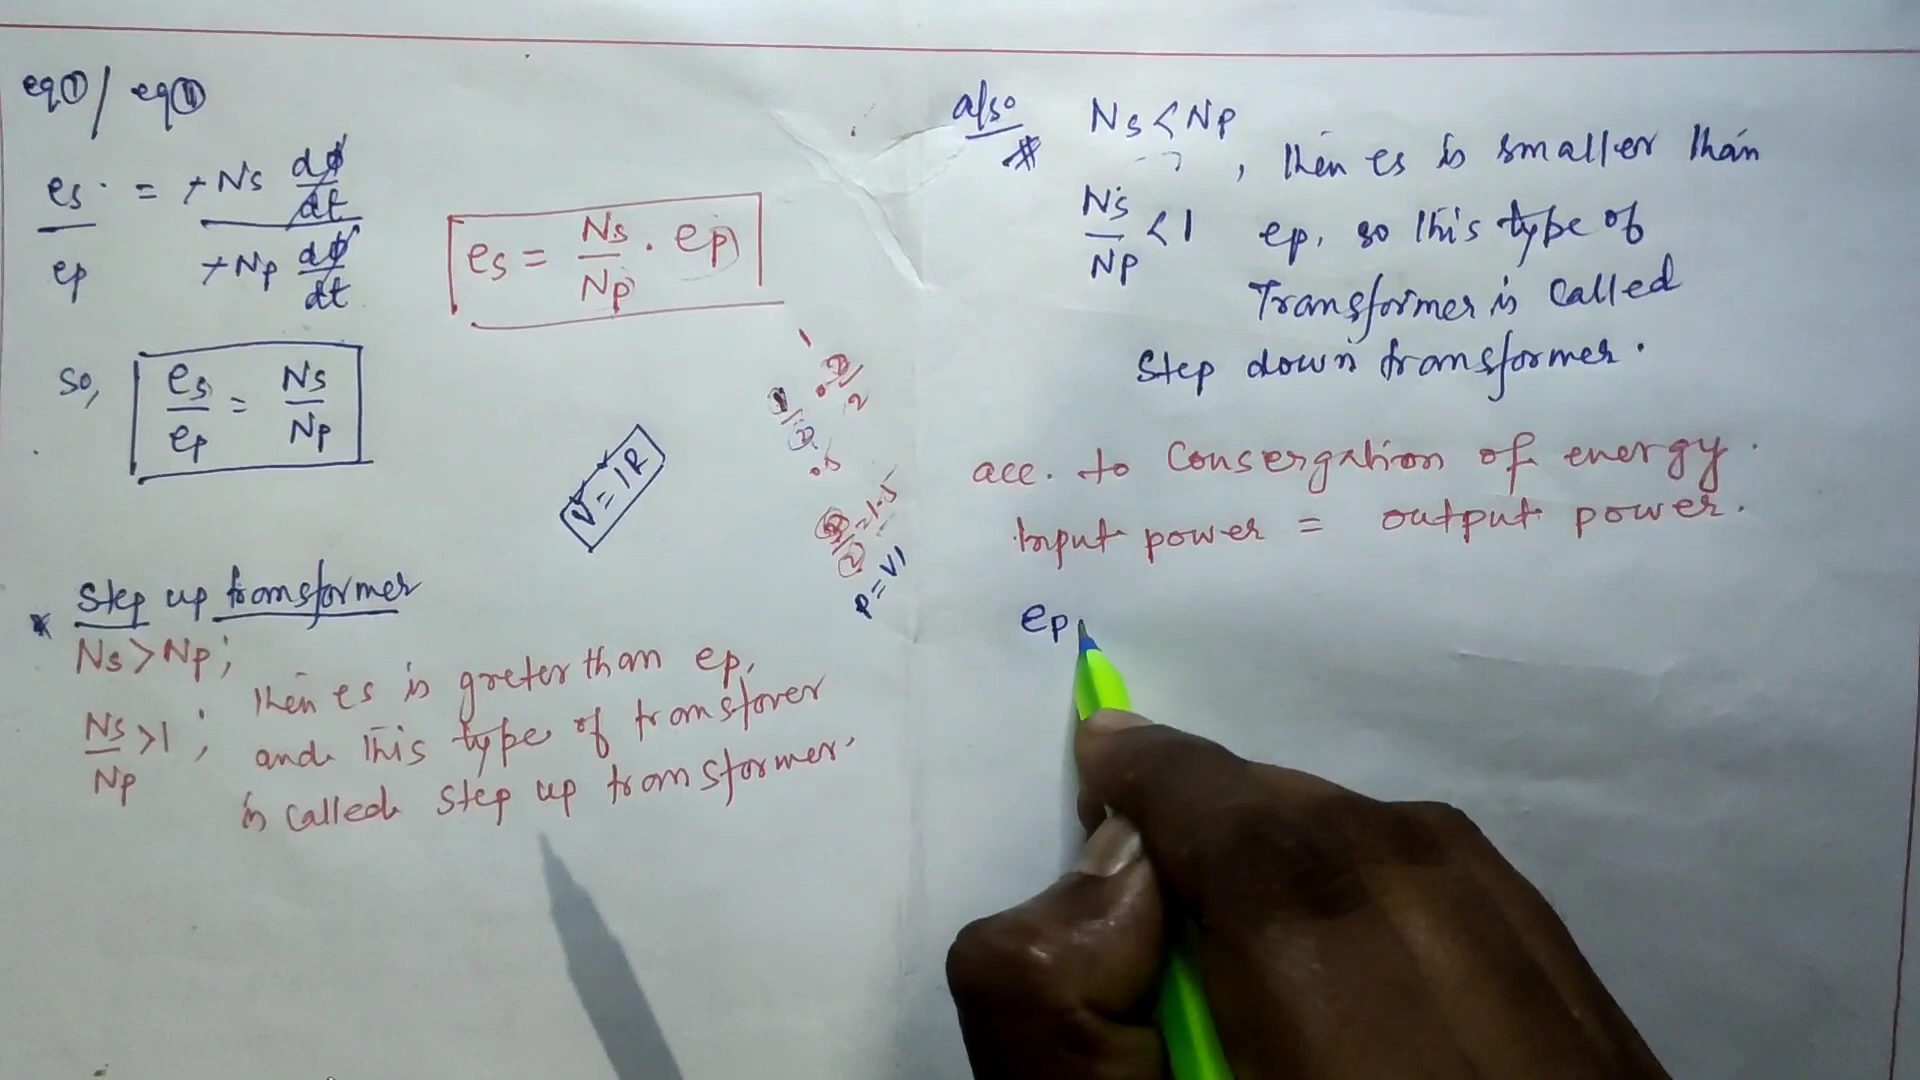 eq① / eq⑪
es = +Ns dφ/dt
ep +Np dφ/dt
es = Ns/Np . ep
So, es/ep = Ns/Np
V = IR
P = VI
* Step up transformer
Ns > Np;
Ns/Np > 1 ; then es is greter than ep,
and this type of transfover
is called step up transformer.
also
* Ns < Np
, then es is smaller than
Ns/Np < 1 ep, so this type of
Transformer is called
Step down transformer.
acc. to Consergation of energy.
Input power = output power.
ep